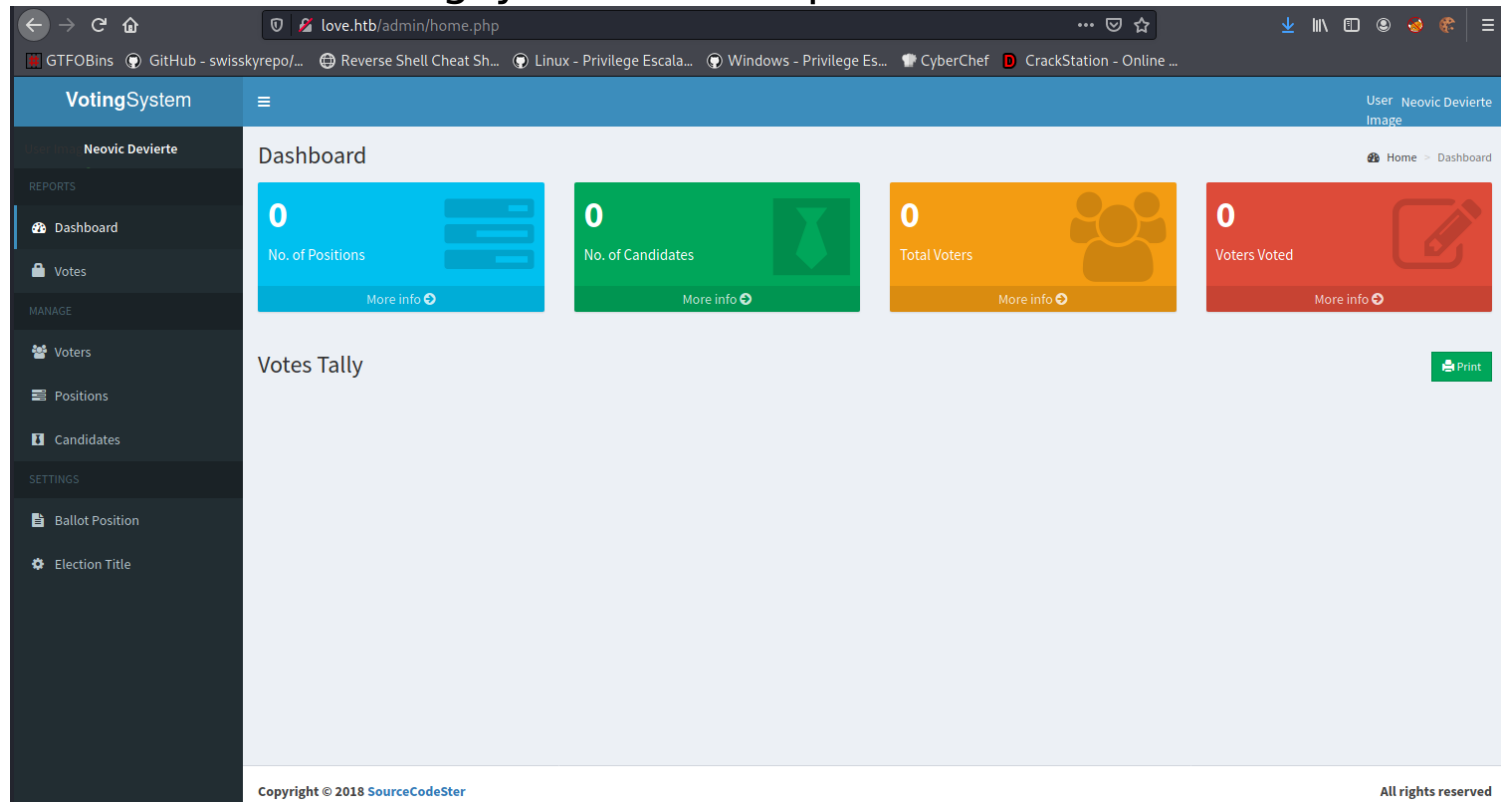 love.htb/admin/home.php
GTFOBins GitHub - swisskyrepo/... Reverse Shell Cheat Sh... Linux - Privilege Escala... Windows - Privilege Es... CyberChef CrackStation - Online ...
VotingSystem
User Image Neovic Devierte
Neovic Devierte
Dashboard
Home > Dashboard
REPORTS
Dashboard
Votes
MANAGE
Voters
Positions
Candidates
SETTINGS
Ballot Position
Election Title
0
No. of Positions
More info
0
No. of Candidates
More info
0
Total Voters
More info
0
Voters Voted
More info
Votes Tally
Print
Copyright © 2018 SourceCodeSter
All rights reserved